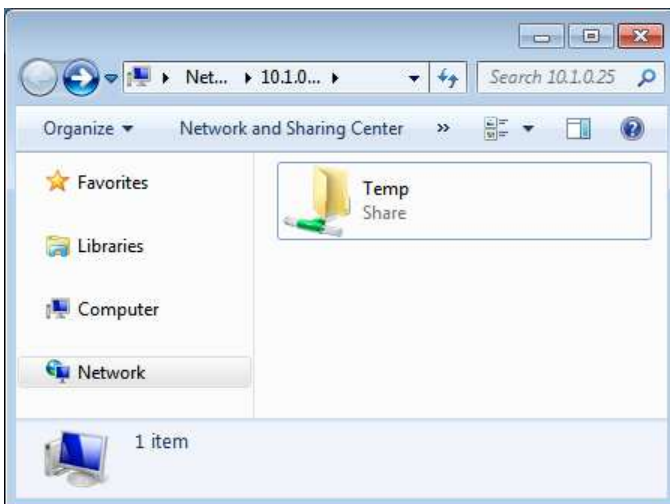 Net... 10.1.0... Search 10.1.0.25
Organize Network and Sharing Center »
Favorites
Libraries
Computer
Network
Temp
Share
1 item